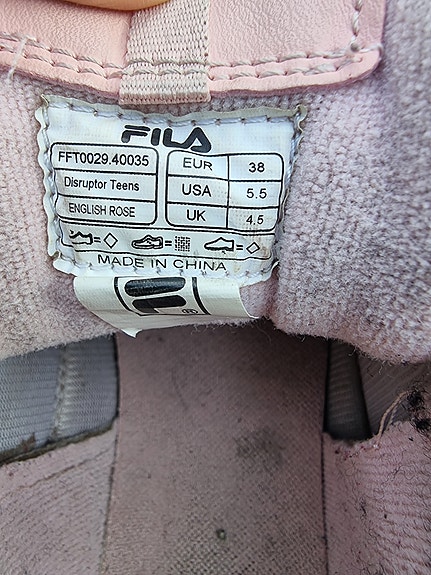 FILA
FFT0029.40035
Disruptor Teens
ENGLISH ROSE
EUR 38
USA 5.5
UK 4.5
MADE IN CHINA
®